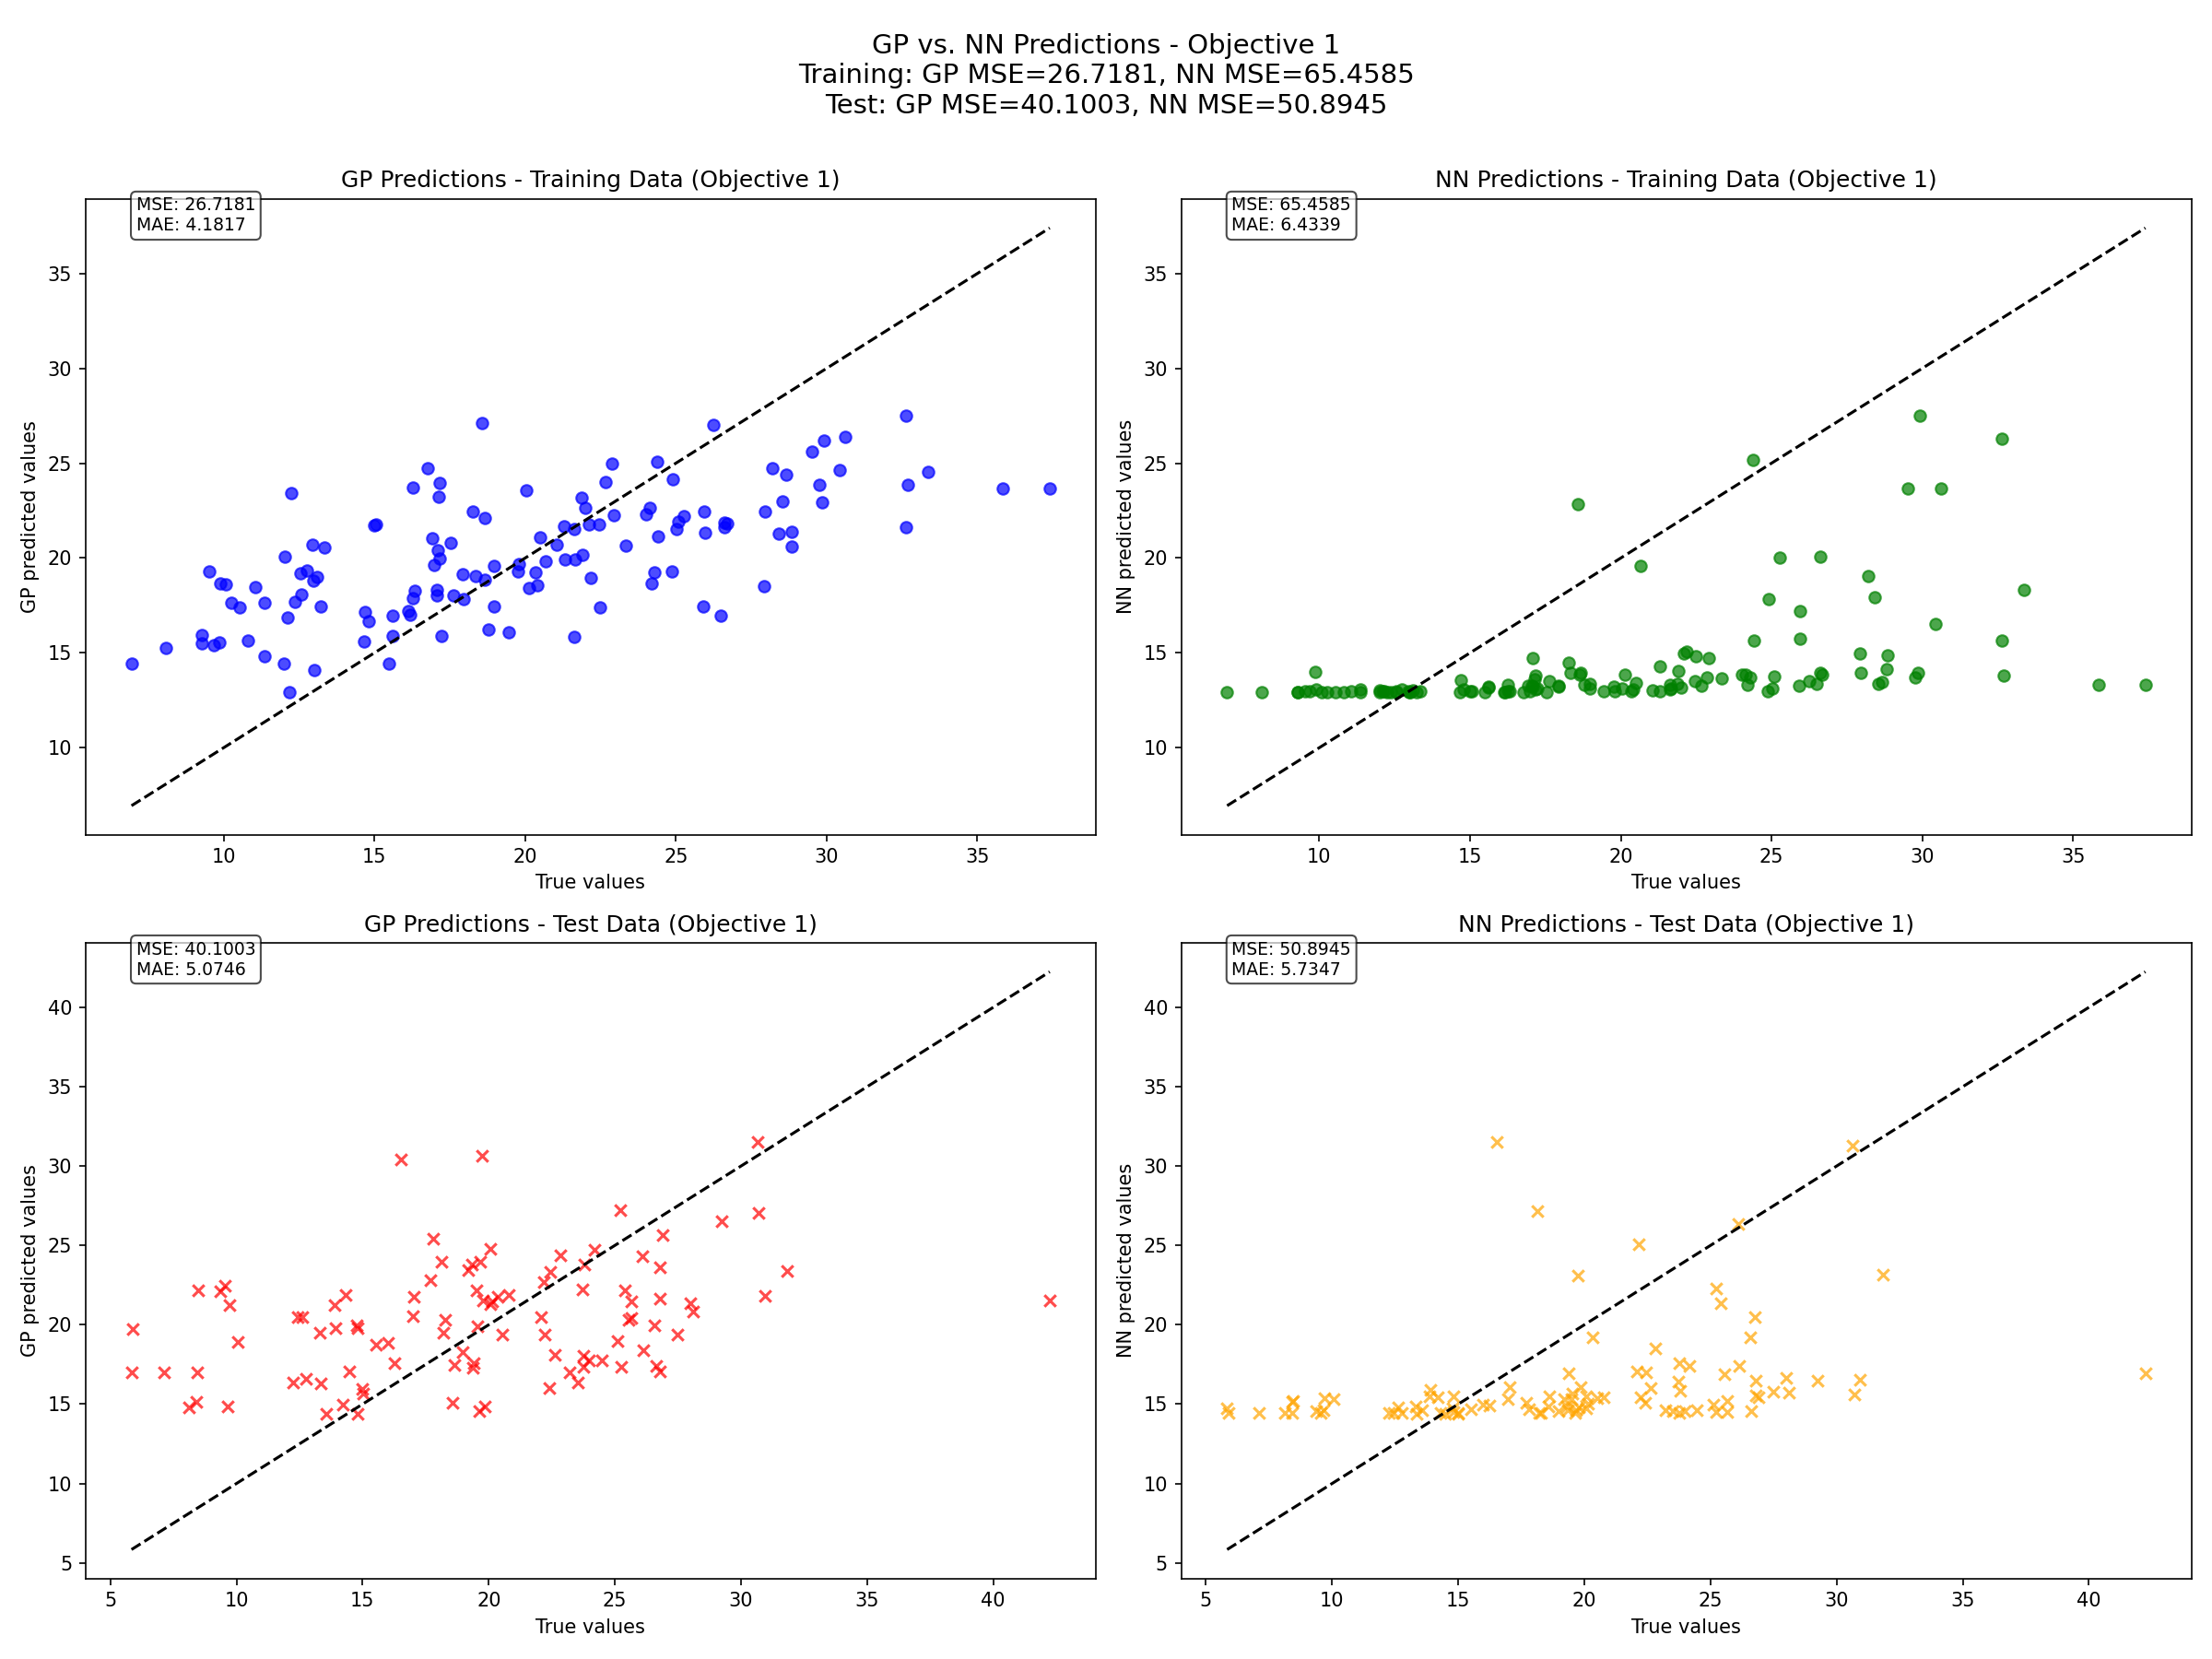 GP vs. NN Predictions - Objective 1
Training: GP MSE=26.7181, NN MSE=65.4585
Test: GP MSE=40.1003, NN MSE=50.8945
GP Predictions - Training Data (Objective 1)
MSE: 26.7181
MAE: 4.1817
GP predicted values
35
30
25
20
15
10
10 15 20 25 30 35
True values
NN Predictions - Training Data (Objective 1)
MSE: 65.4585
MAE: 6.4339
NN predicted values
35
30
25
20
15
10
10 15 20 25 30 35
True values
GP Predictions - Test Data (Objective 1)
MSE: 40.1003
MAE: 5.0746
GP predicted values
40
35
30
25
20
15
10
5
5 10 15 20 25 30 35 40
True values
NN Predictions - Test Data (Objective 1)
MSE: 50.8945
MAE: 5.7347
NN predicted values
40
35
30
25
20
15
10
5
5 10 15 20 25 30 35 40
True values